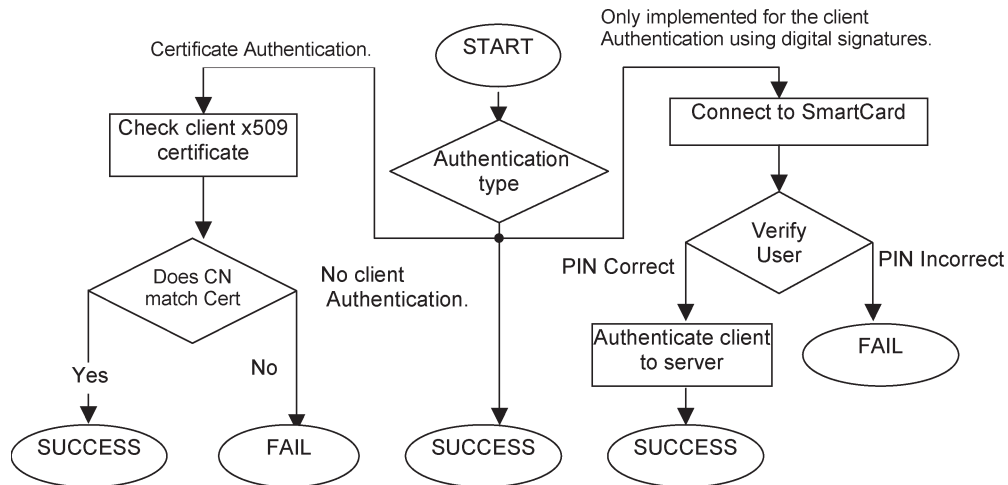 Only implemented for the client
Authentication using digital signatures.
Certificate Authentication.
START
Check client x509
certificate
Authentication
type
Connect to SmartCard
Does CN
match Cert
No client
Authentication.
Verify
User
PIN Correct
PIN Incorrect
Yes
No
Authenticate client
to server
FAIL
SUCCESS
FAIL
SUCCESS
SUCCESS